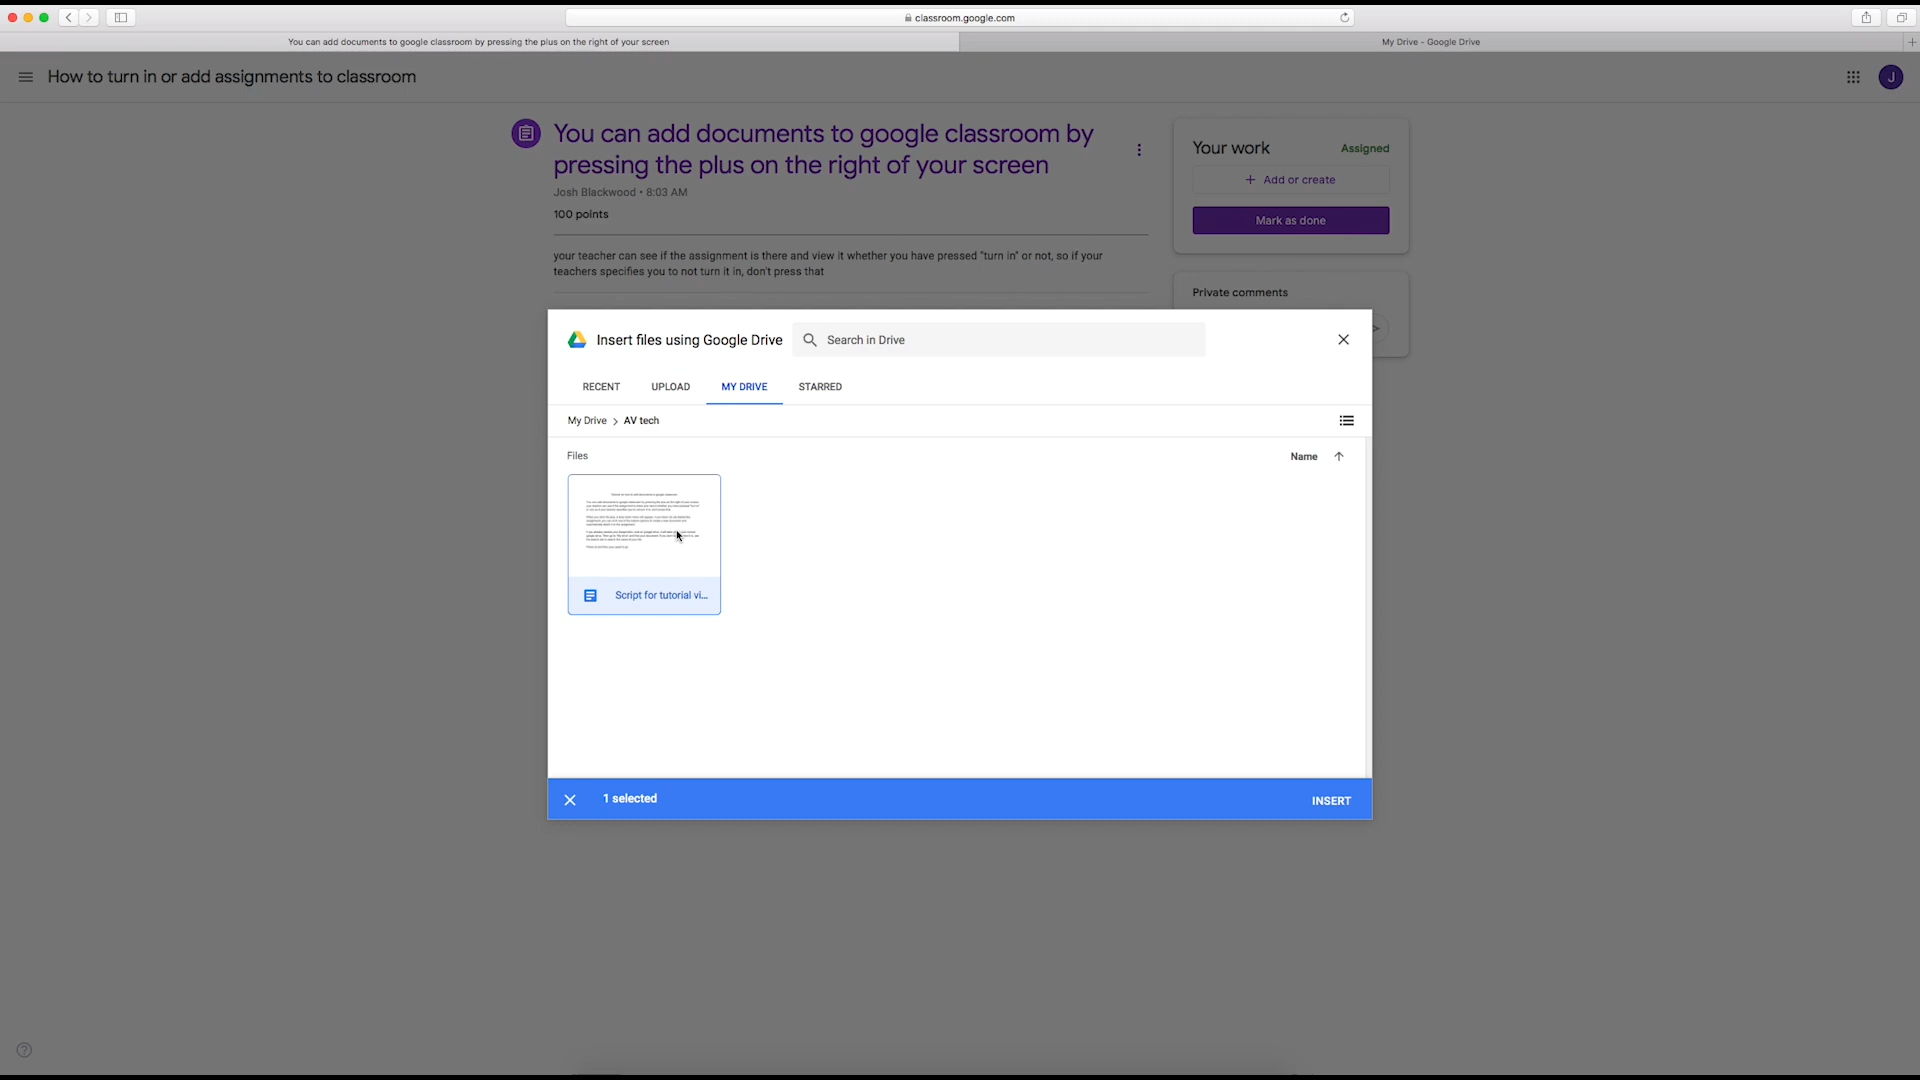 classroom.google.com
You can add documents to google classroom by pressing the plus on the right of your screen
My Drive - Google Drive
How to turn in or add assignments to classroom
J
You can add documents to google classroom by
pressing the plus on the right of your screen
Josh Blackwood • 8:03 AM
100 points
your teacher can see if the assignment is there and view it whether you have pressed "turn in" or not, so if your
teachers specifies you to not turn it in, don't press that
Your work
Assigned
+ Add or create
Mark as done
Private comments
Insert files using Google Drive
Search in Drive
RECENT
UPLOAD
MY DRIVE
STARRED
My Drive > AV tech
Files
Name
Script for tutorial vi...
1 selected
INSERT